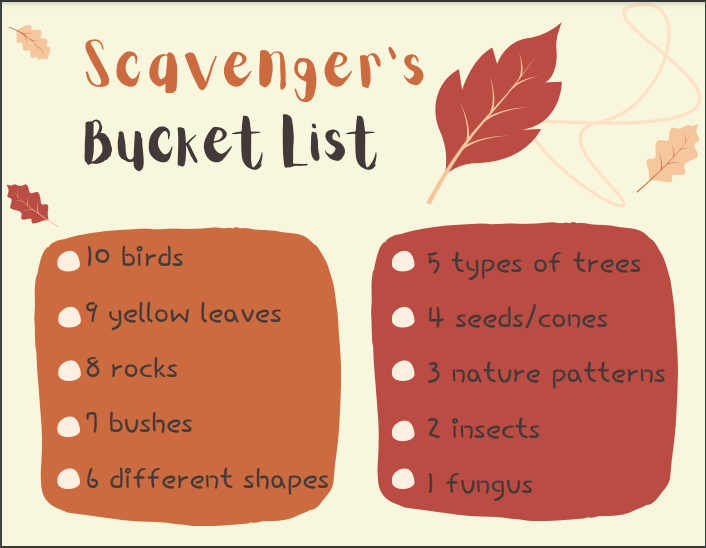 Scavenger's
Bucket List
10 birds
9 yellow leaves
8 rocks
7 bushes
6 different shapes
5 types of trees
4 seeds/cones
3 nature patterns
2 insects
1 fungus